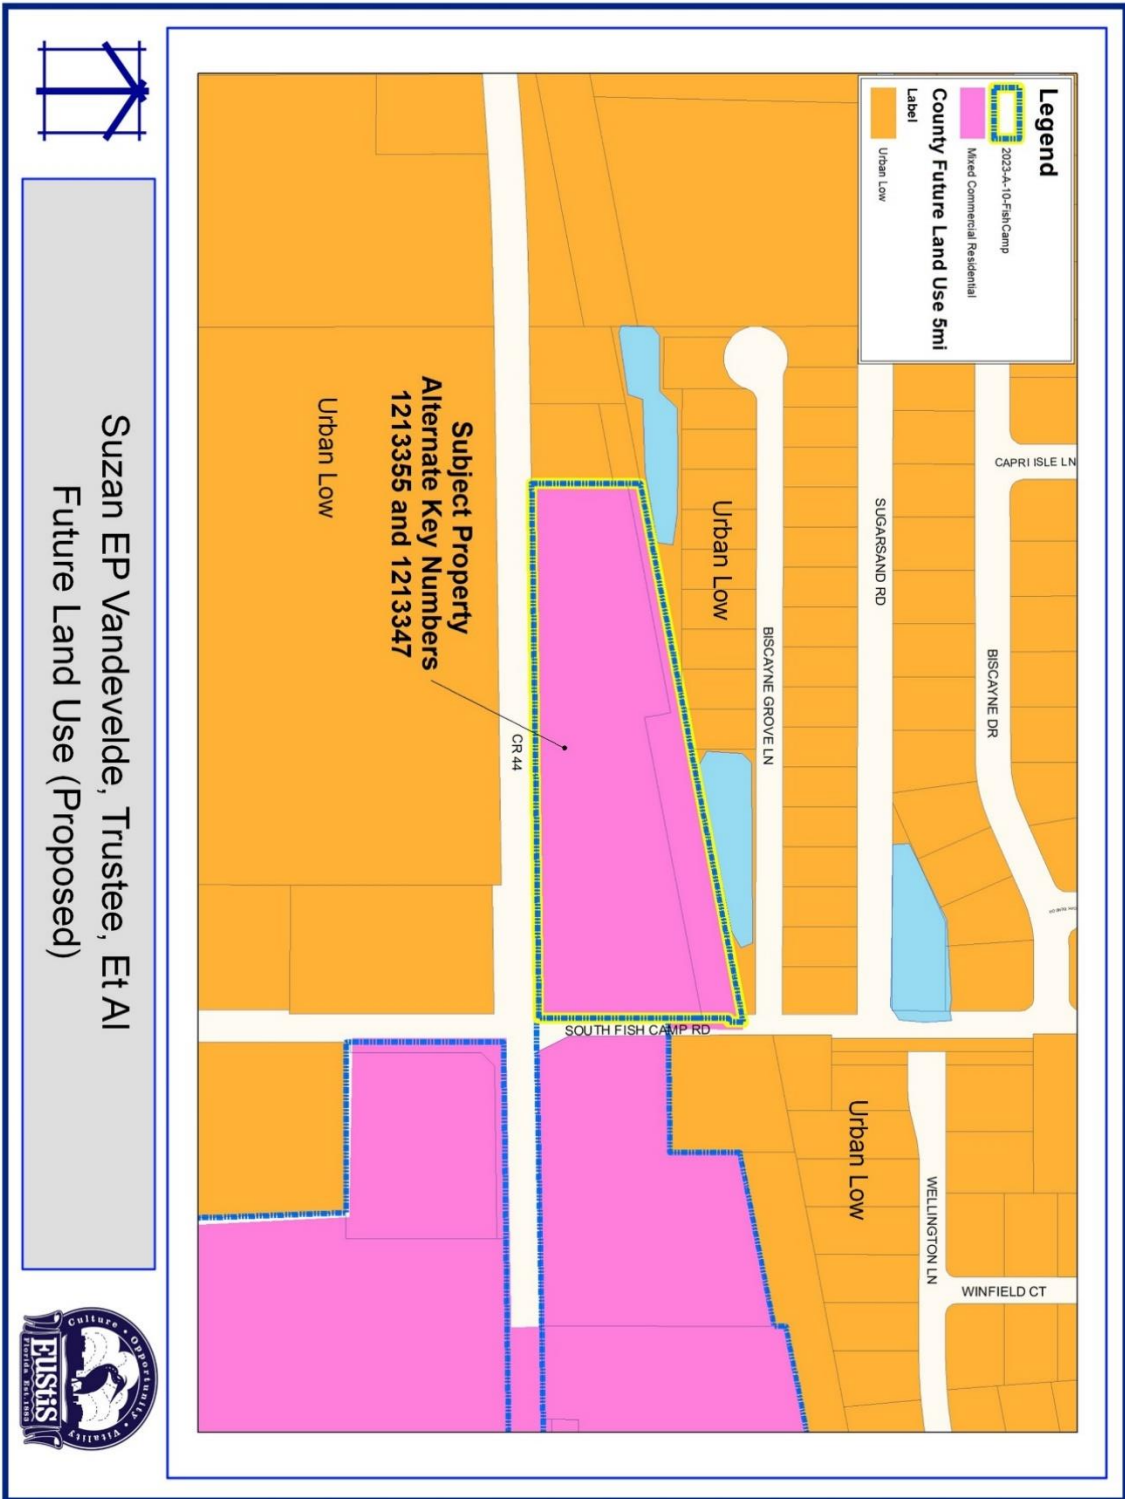 Legend
2023-A-10-FishCamp
Mixed Commercial Residential
County Future Land Use 5mi
Label
Urban Low
CAPRI ISLE LN
SUGARSAND RD
BISCAYNE DR
BISCAYNE GROVE LN
Urban Low
Urban Low
Subject Property
Alternate Key Numbers
1213355 and 1213347
CR 44
SOUTH FISH CAMP RD
Urban Low
WELLINGTON LN
WINFIELD CT
Suzan EP Vandevelde, Trustee, Et Al
Future Land Use (Proposed)
Culture • Opportunity • Vitality
EUSTIS
Florida Est.1883